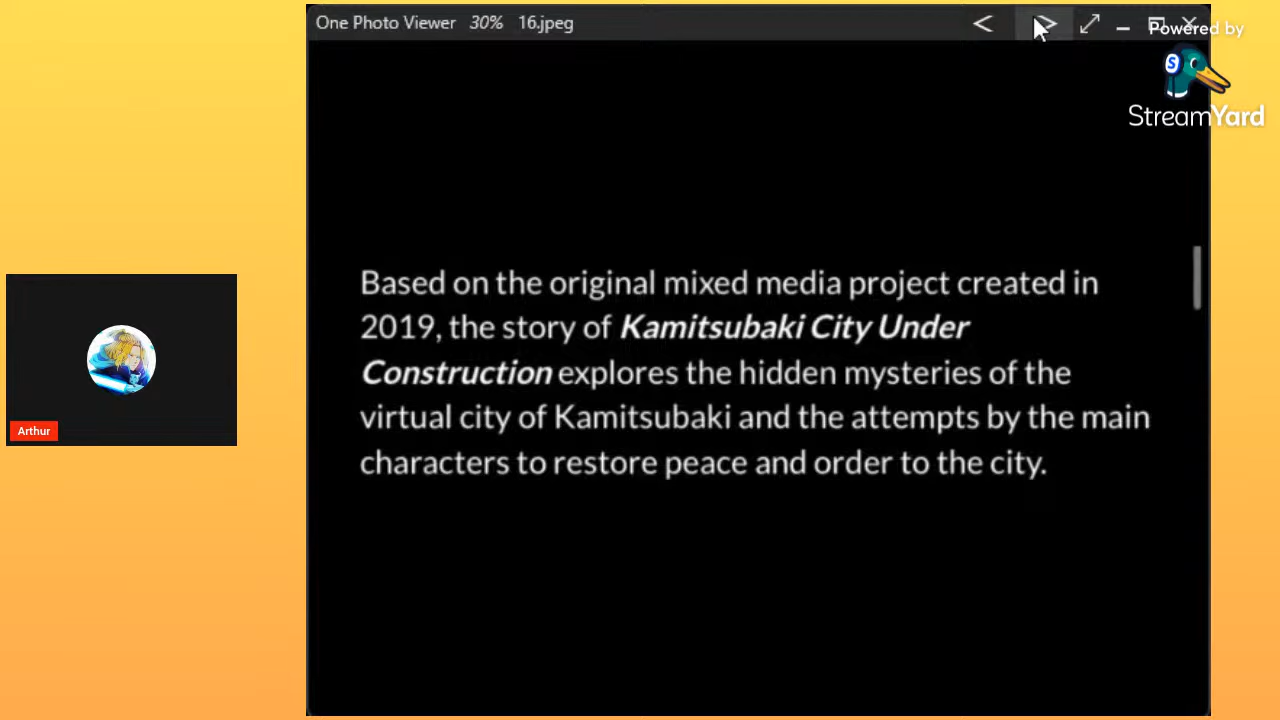 One Photo Viewer 30% 16.jpeg
Powered by
StreamYard
Based on the original mixed media project created in
2019, the story of Kamitsubaki City Under
Construction explores the hidden mysteries of the
virtual city of Kamitsubaki and the attempts by the main
characters to restore peace and order to the city.
Arthur